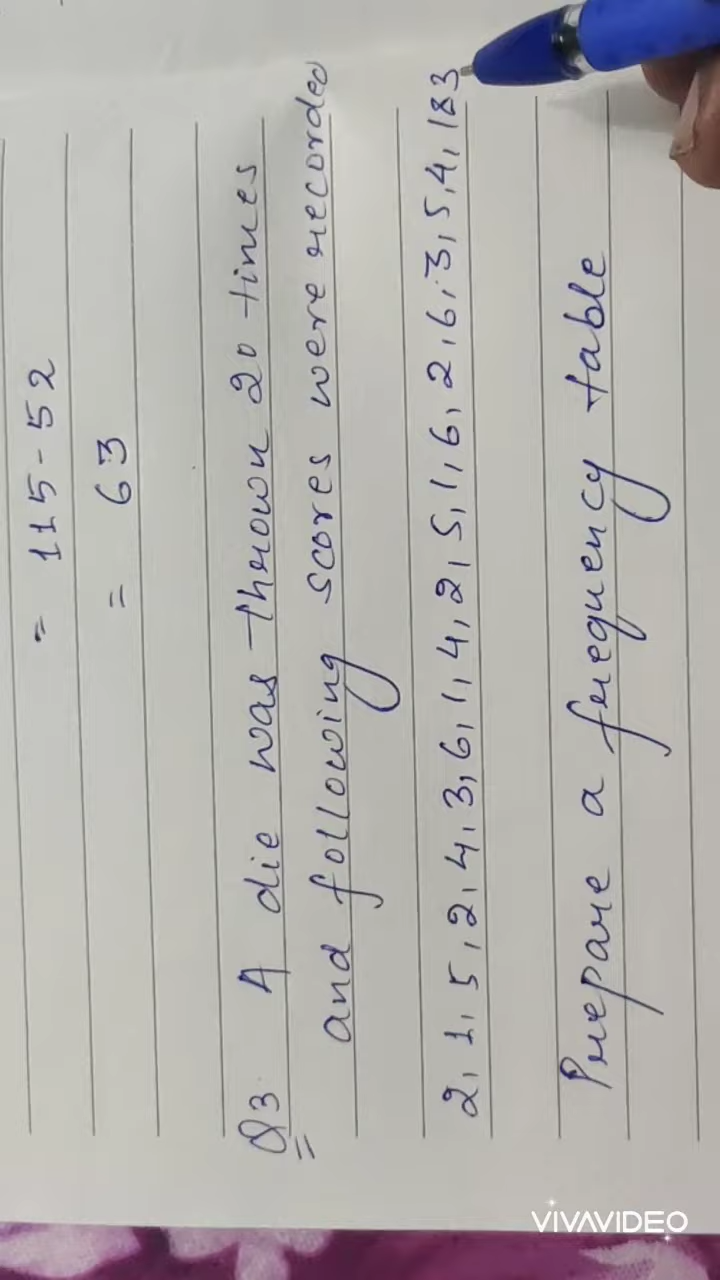 = 115-52
= 63
Q3. A die was thrown 20 times
and following scores were recorded
2, 1, 5, 2, 4, 3, 6, 1, 4, 2, 5, 1, 6, 2, 6, 3, 5, 4, 1 & 3
Prepare a frequency table
VIVAVIDEO